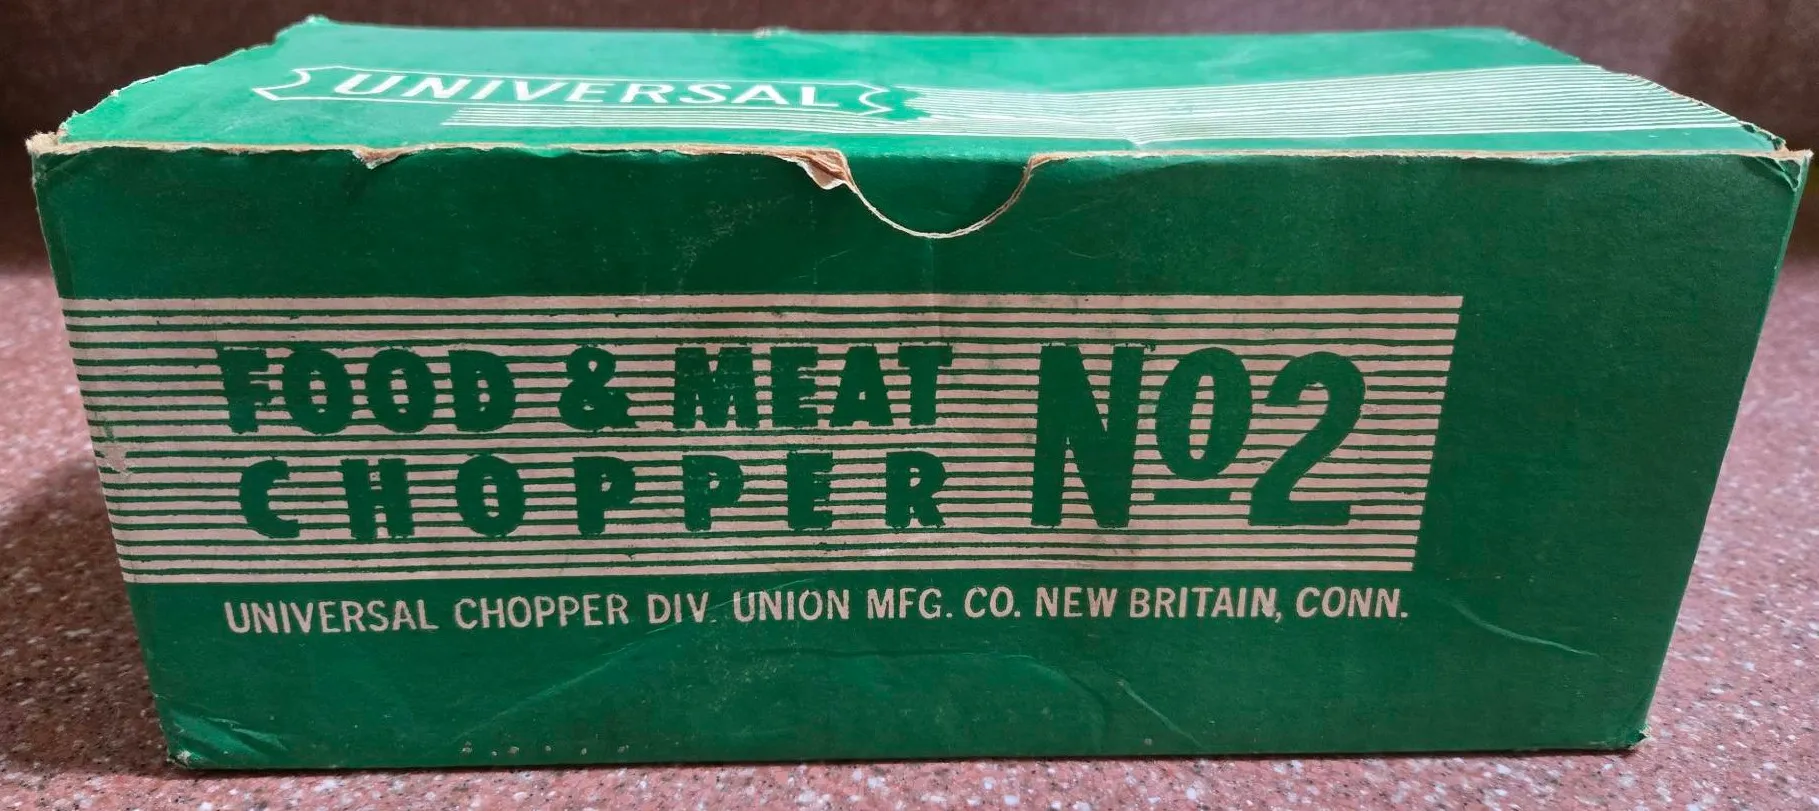 UNIVERSAL
FOOD & MEAT
CHOPPER
No2
UNIVERSAL CHOPPER DIV. UNION MFG. CO. NEW BRITAIN, CONN.